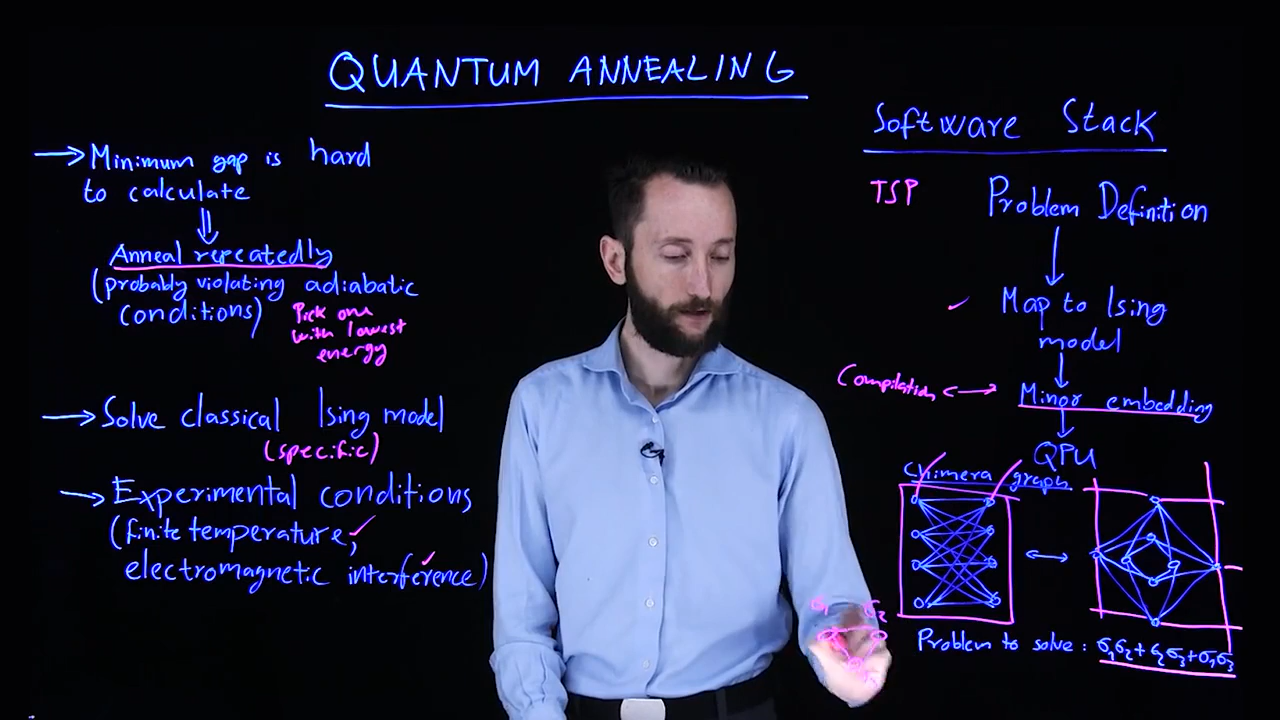 QUANTUM ANNEALING
→ Minimum gap is hard
to calculate
⇓
Anneal repeatedly
(probably violating adiabatic
conditions)
Pick one
with lowest
energy
→ Solve classical Ising model
(specific)
→ Experimental conditions
(finite temperature,
electromagnetic interference)
Software Stack
TSP Problem Definition
↓
✓ Map to Ising
model
↓
Compilation ↔ Minor embedding
↓
QPU
Chimera graph
↔
σ1 σ2
Problem to solve: σ1σ2+σ2σ3+σ1σ3